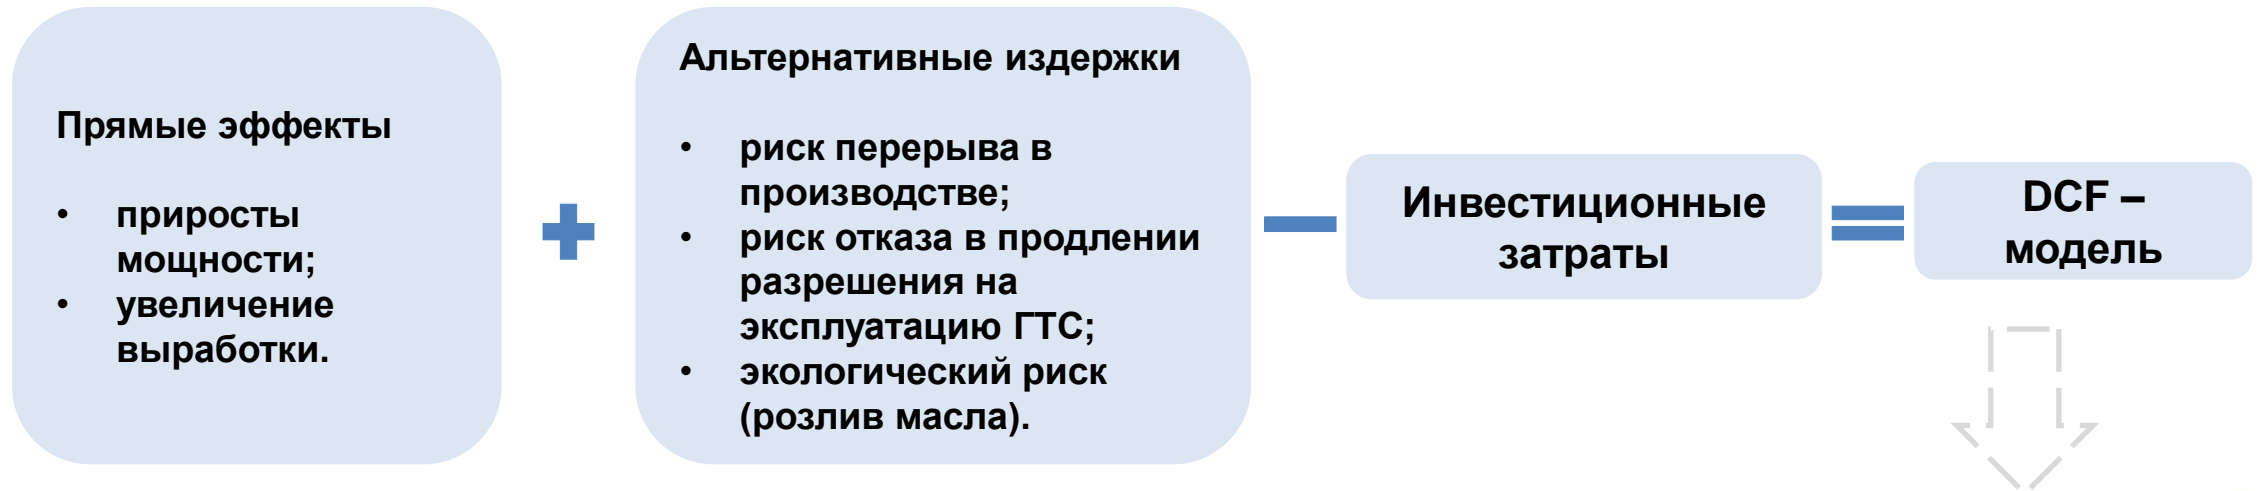 Прямые эффекты
• приросты
мощности;
• увеличение
выработки.
Альтернативные издержки
• риск перерыва в
производстве;
• риск отказа в продлении
разрешения на
эксплуатацию ГТС;
• экологический риск
(розлив масла).
Инвестиционные
затраты
DCF –
модель